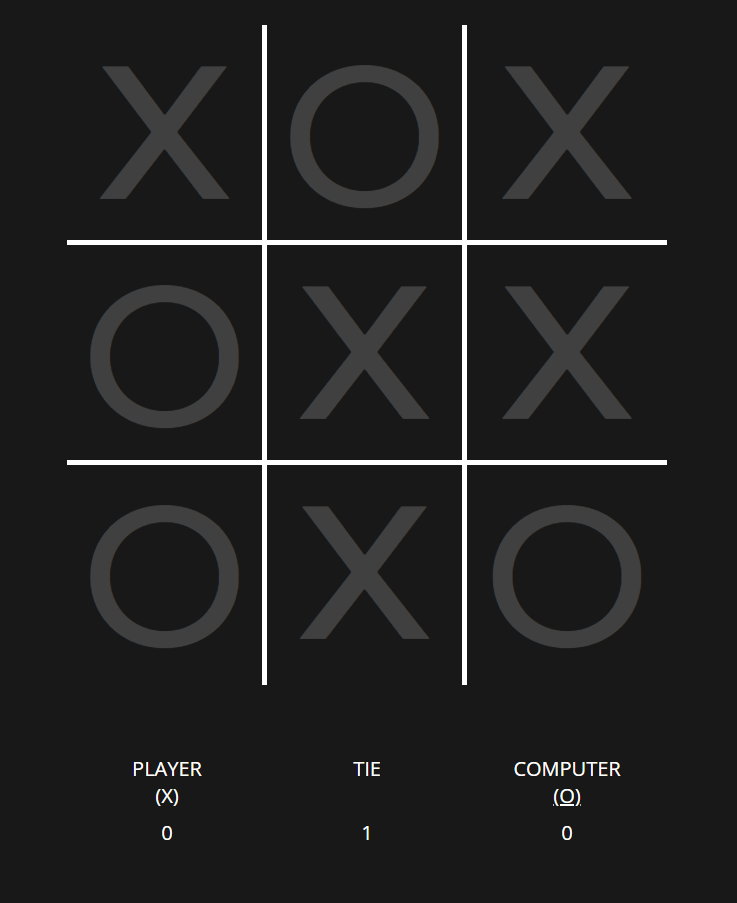 X O X
O X X
O X O
PLAYER TIE COMPUTER
(X) (O)
0 1 0